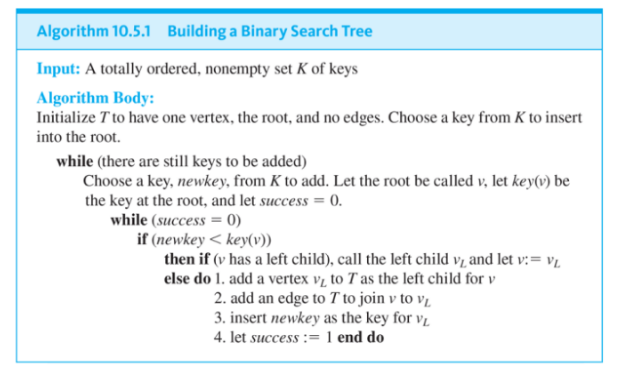 Algorithm 10.5.1 Building a Binary Search Tree
Input: A totally ordered, nonempty set K of keys
Algorithm Body:
Initialize T to have one vertex, the root, and no edges. Choose a key from K to insert
into the root.
while (there are still keys to be added)
Choose a key, newkey, from K to add. Let the root be called v, let key(v) be
the key at the root, and let success = 0.
while (success = 0)
if (newkey < key(v))
then if (v has a left child), call the left child v_L and let v:= v_L
else do 1. add a vertex v_L to T as the left child for v
2. add an edge to T to join v to v_L
3. insert newkey as the key for v_L
4. let success := 1 end do